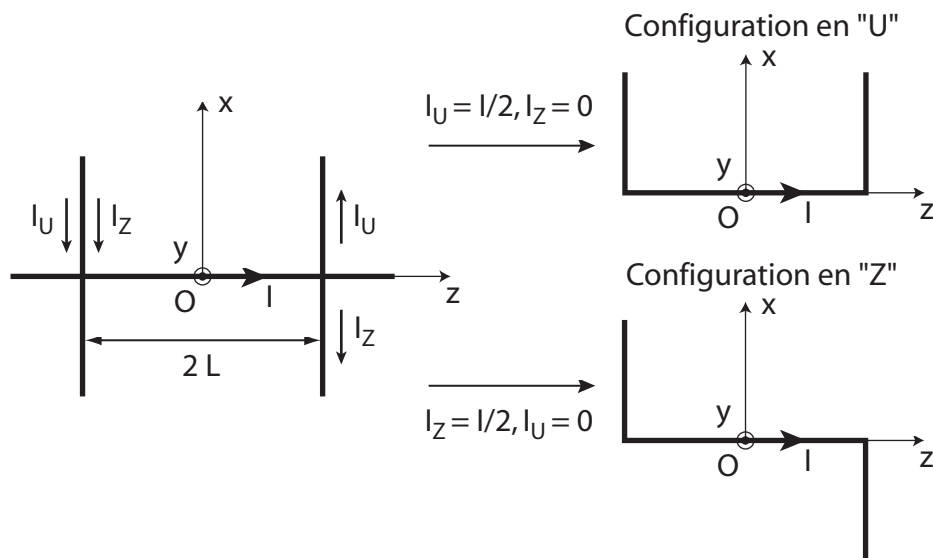 x
I_U
I_Z
I_U
y
O
I
z
I_Z
2 L
I_U = I/2, I_Z = 0
I_Z = I/2, I_U = 0
Configuration en "U"
x
y
O
I
z
Configuration en "Z"
x
y
O
I
z